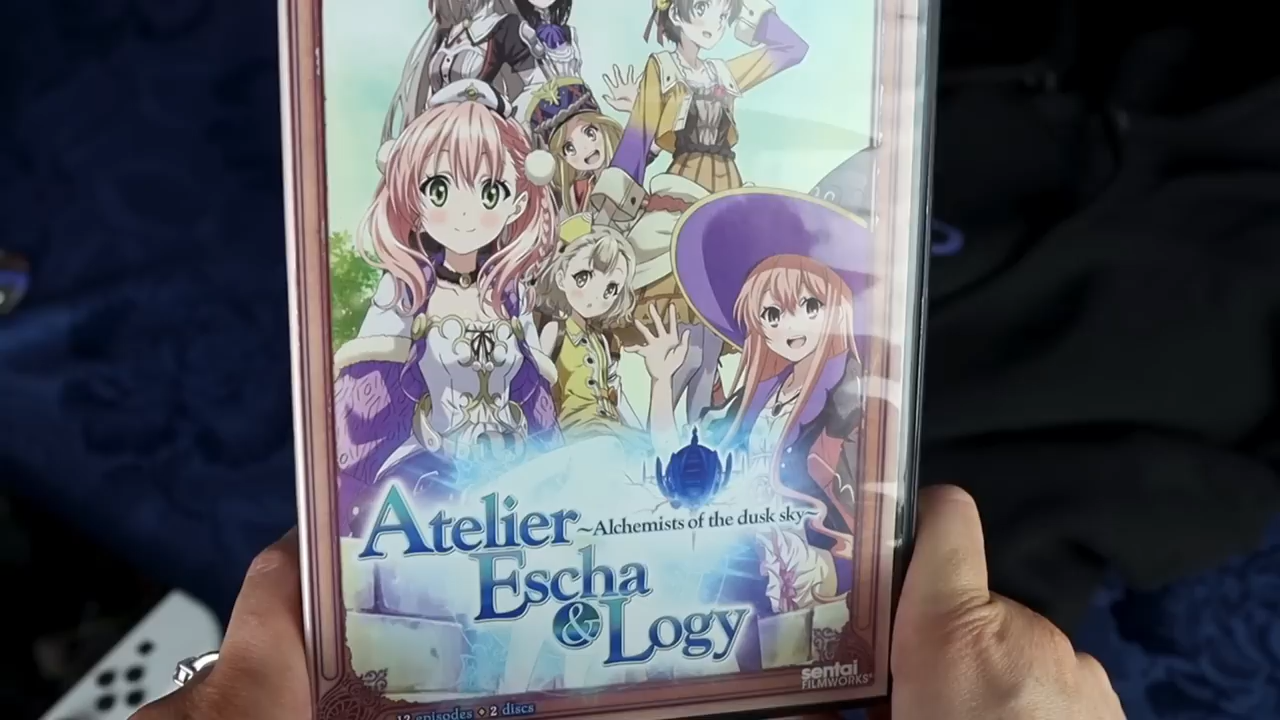 Atelier
~Alchemists of the dusk sky~
Escha
& Logy
sentai
FILMWORKS
12 episodes • 2 discs